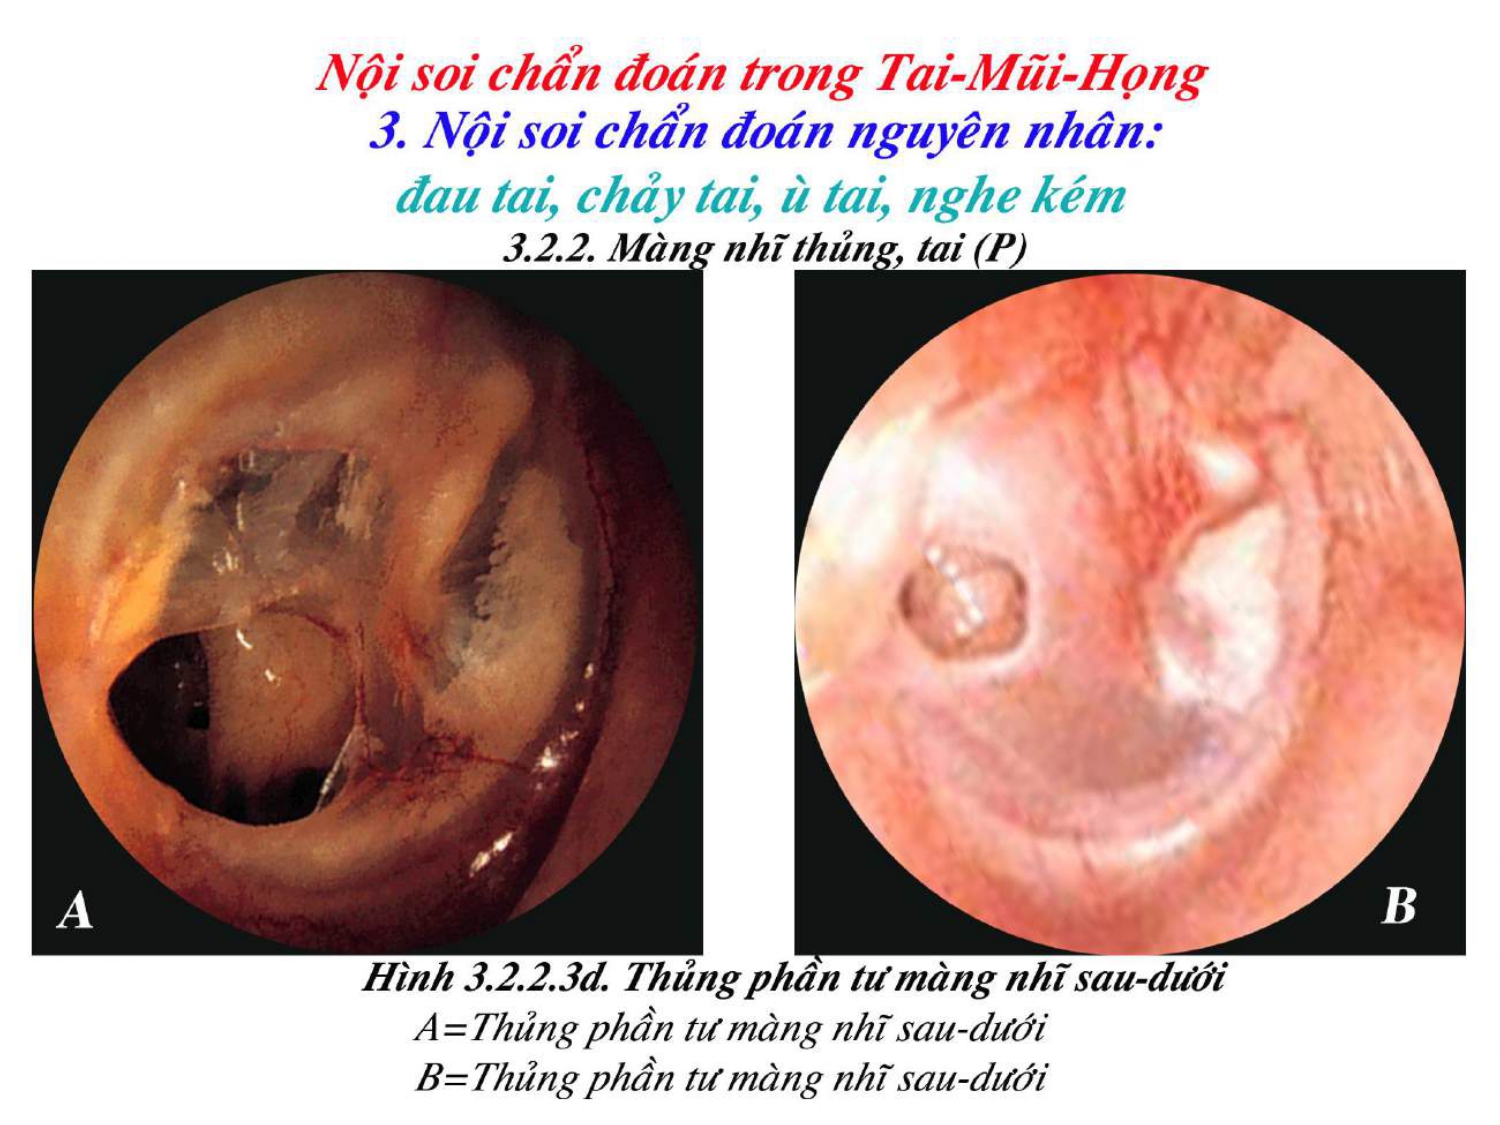 Nội soi chẩn đoán trong Tai-Mũi-Họng
3. Nội soi chẩn đoán nguyên nhân:
đau tai, chảy tai, ù tai, nghe kém
3.2.2. Màng nhĩ thủng, tai (P)
A
B
Hình 3.2.2.3d. Thủng phần tư màng nhĩ sau-dưới
A=Thủng phần tư màng nhĩ sau-dưới
B=Thủng phần tư màng nhĩ sau-dưới